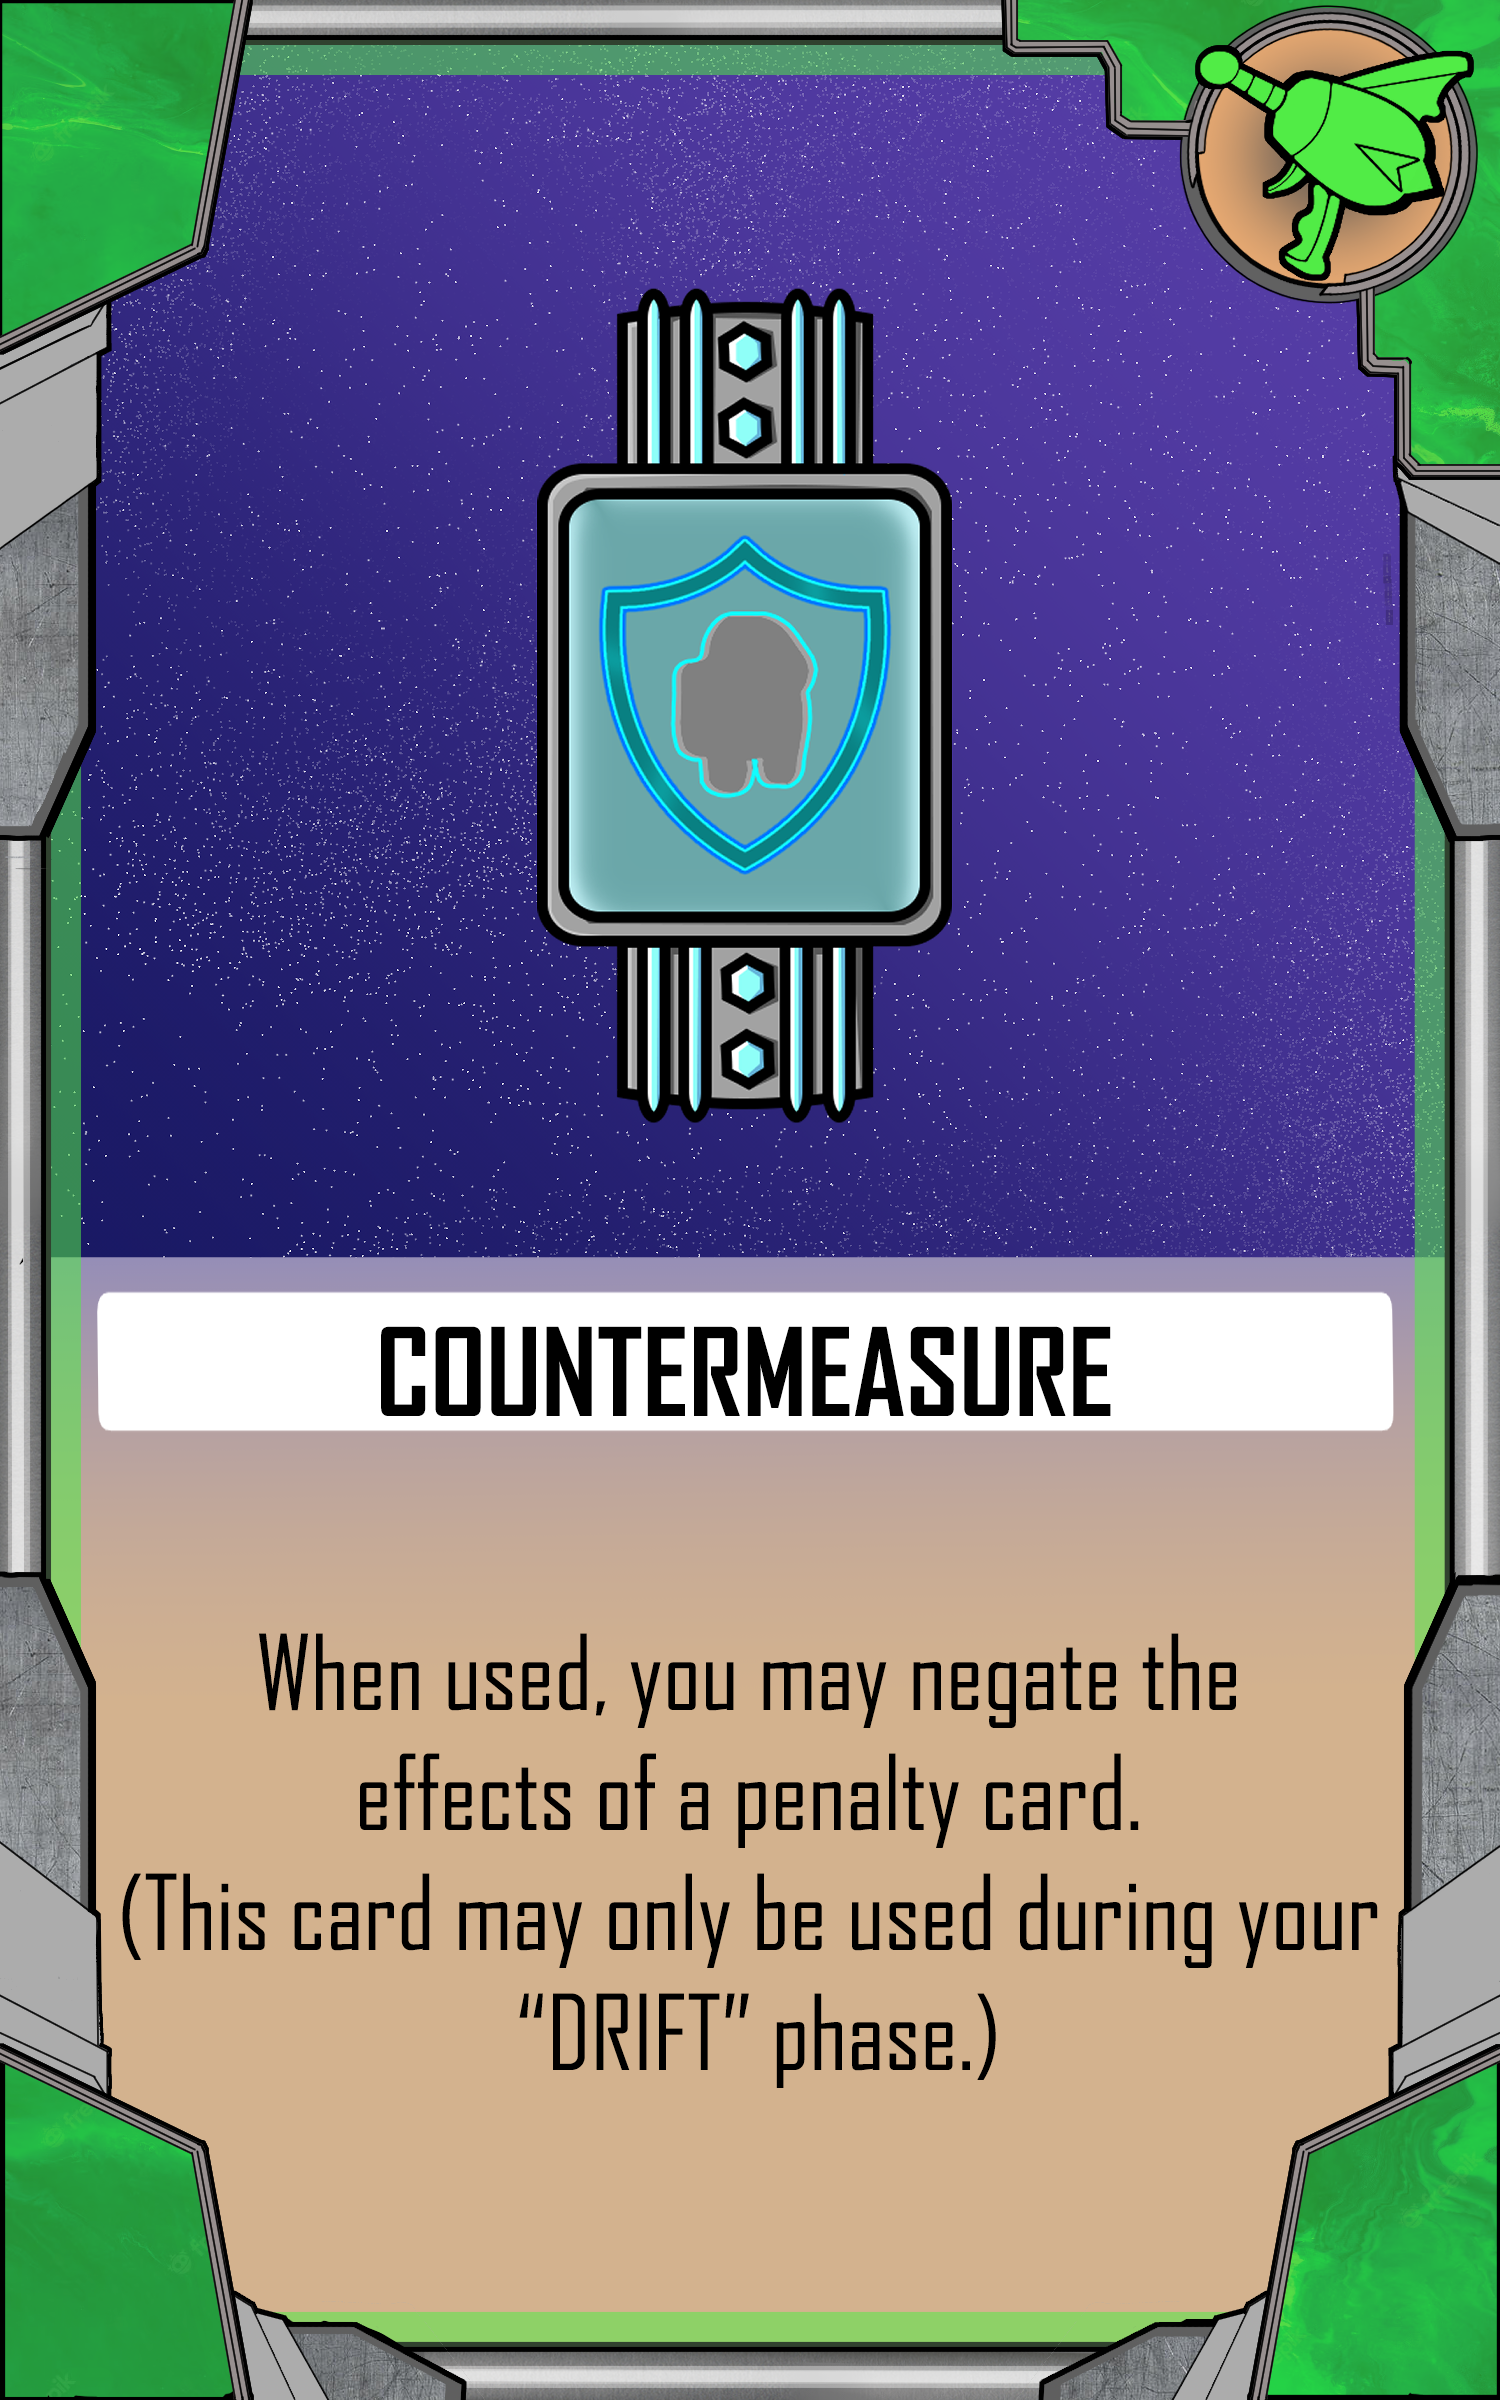 COUNTERMEASURE
When used, you may negate the
effects of a penalty card.
(This card may only be used during your
“DRIFT” phase.)